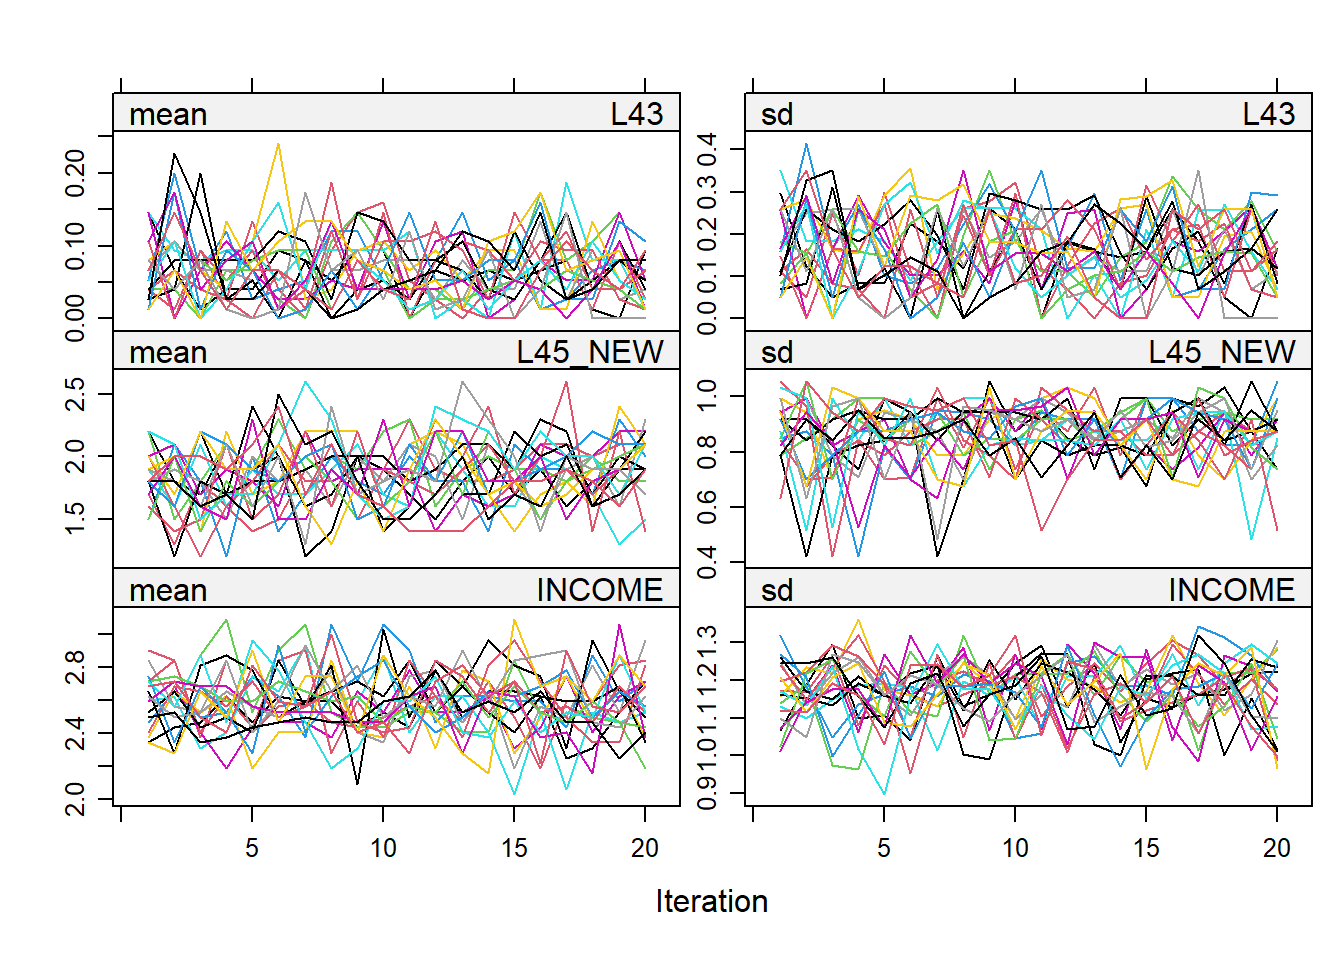 mean L43 sd L43
0.00 0.10 0.20
0.0 0.1 0.2 0.3 0.4
mean L45_NEW sd L45_NEW
1.5 2.0 2.5
0.4 0.6 0.8 1.0
mean INCOME sd INCOME
2.0 2.4 2.8
0.9 1.0 1.1 1.2 1.3
5 10 15 20 5 10 15 20
Iteration